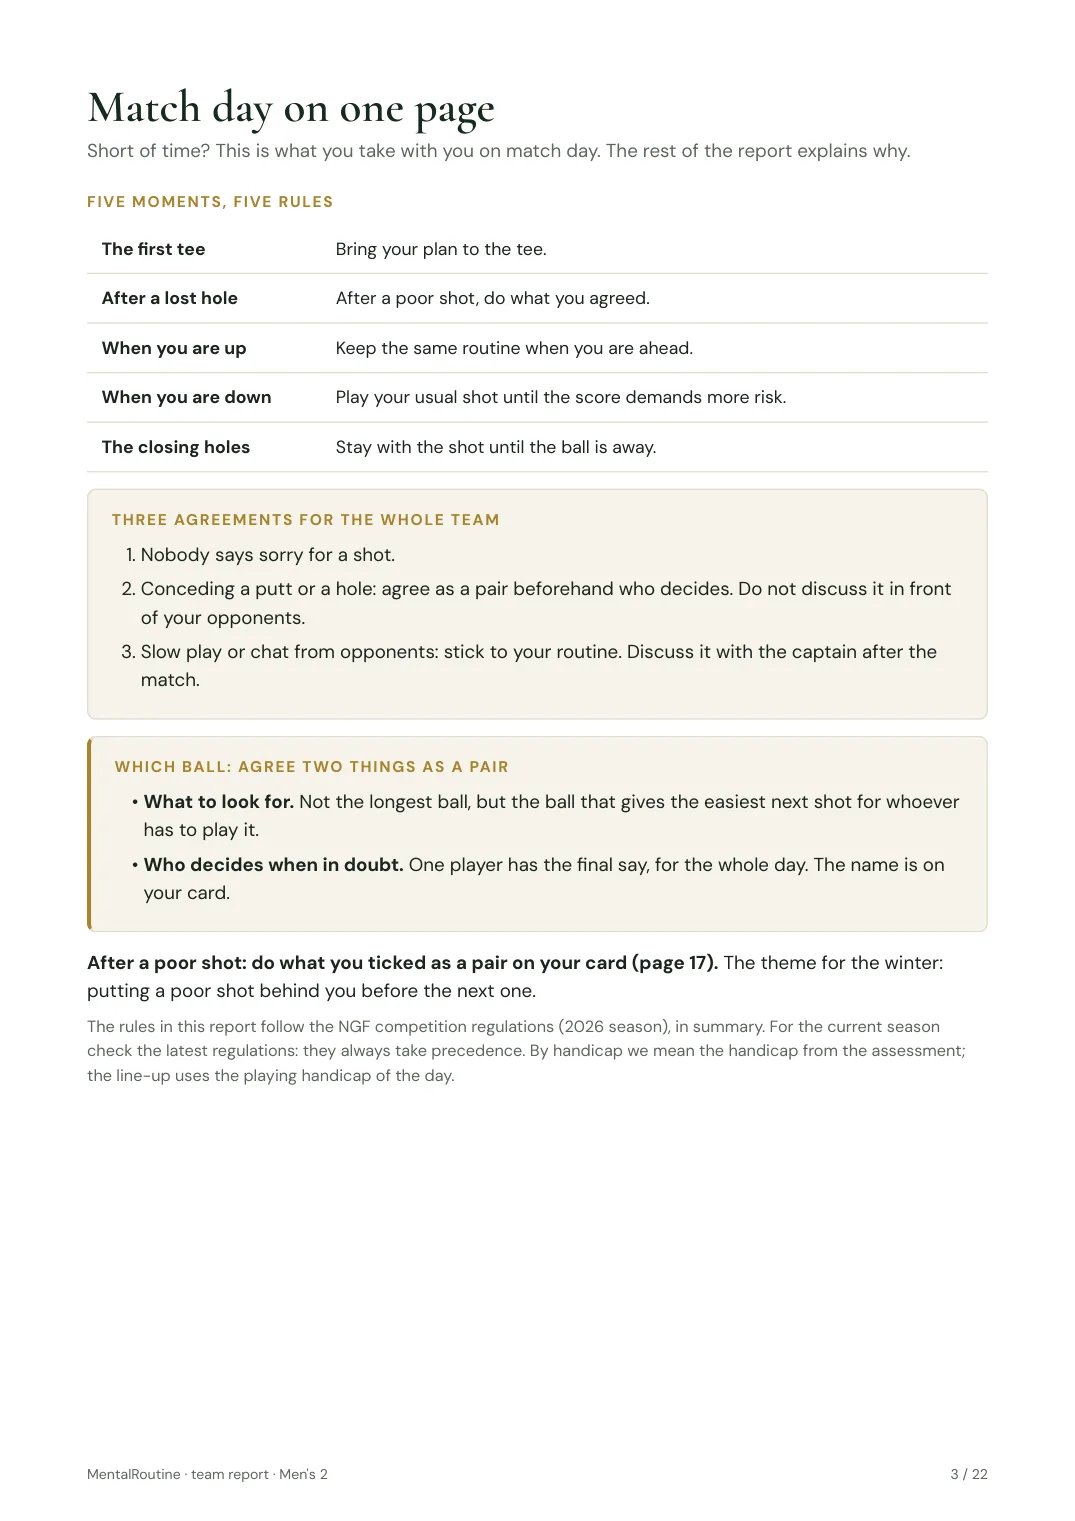 Match day on one page
Short of time? This is what you take with you on match day. The rest of the report explains why.
FIVE MOMENTS, FIVE RULES
The first tee Bring your plan to the tee.
After a lost hole After a poor shot, do what you agreed.
When you are up Keep the same routine when you are ahead.
When you are down Play your usual shot until the score demands more risk.
The closing holes Stay with the shot until the ball is away.
THREE AGREEMENTS FOR THE WHOLE TEAM
1. Nobody says sorry for a shot.
2. Conceding a putt or a hole: agree as a pair beforehand who decides. Do not discuss it in front
of your opponents.
3. Slow play or chat from opponents: stick to your routine. Discuss it with the captain after the
match.
WHICH BALL: AGREE TWO THINGS AS A PAIR
• What to look for. Not the longest ball, but the ball that gives the easiest next shot for whoever
has to play it.
• Who decides when in doubt. One player has the final say, for the whole day. The name is on
your card.
After a poor shot: do what you ticked as a pair on your card (page 17). The theme for the winter:
putting a poor shot behind you before the next one.
The rules in this report follow the NGF competition regulations (2026 season), in summary. For the current season
check the latest regulations: they always take precedence. By handicap we mean the handicap from the assessment;
the line-up uses the playing handicap of the day.
MentalRoutine · team report · Men's 2 3 / 22